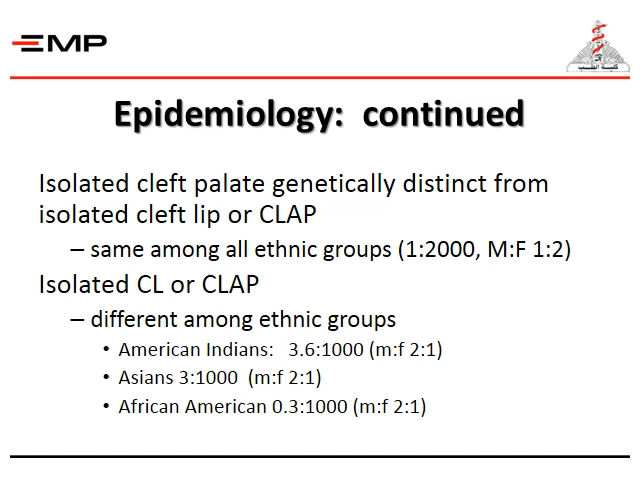 EMP
كلية الطب
Epidemiology: continued
Isolated cleft palate genetically distinct from
isolated cleft lip or CLAP
– same among all ethnic groups (1:2000, M:F 1:2)
Isolated CL or CLAP
– different among ethnic groups
• American Indians: 3.6:1000 (m:f 2:1)
• Asians 3:1000 (m:f 2:1)
• African American 0.3:1000 (m:f 2:1)